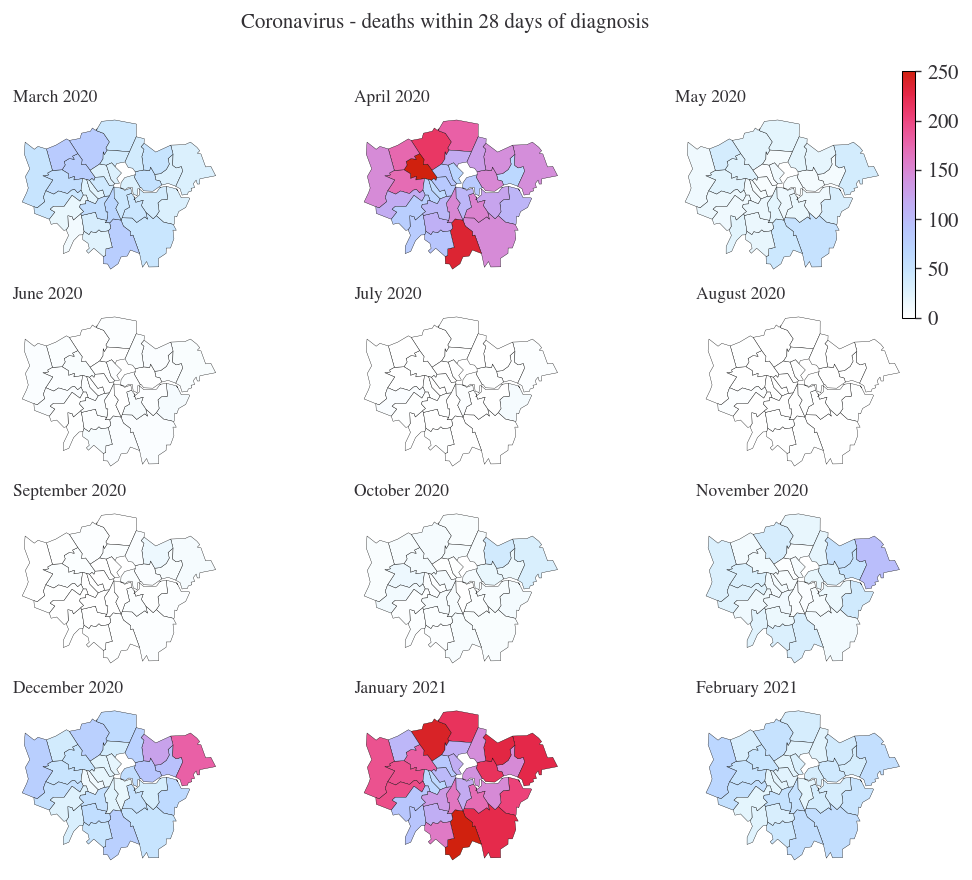 Coronavirus - deaths within 28 days of diagnosis
March 2020
April 2020
May 2020
250
200
150
100
50
0
June 2020
July 2020
August 2020
September 2020
October 2020
November 2020
December 2020
January 2021
February 2021